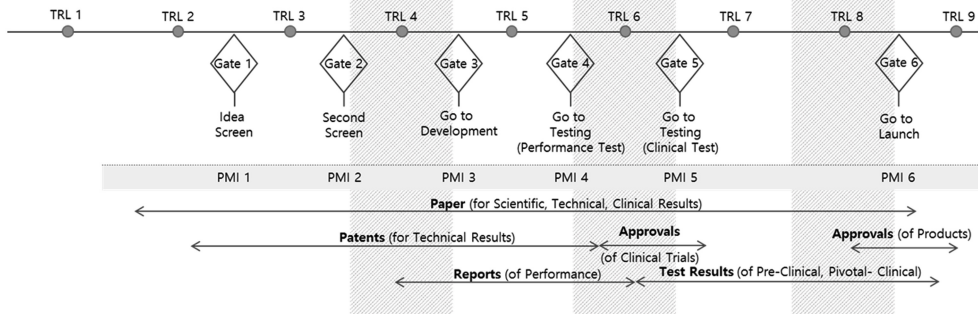 TRL 1 TRL 2 TRL 3 TRL 4 TRL 5 TRL 6 TRL 7 TRL 8 TRL 9
Gate 1 Gate 2 Gate 3 Gate 4 Gate 5 Gate 6
Idea Second Go to Go to Go to Go to
Screen Screen Development Testing Testing Launch
(Performance Test) (Clinical Test)
PMI 1 PMI 2 PMI 3 PMI 4 PMI 5 PMI 6
Paper (for Scientific, Technical, Clinical Results)
Patents (for Technical Results) Approvals Approvals (of Products)
(of Clinical Trials)
Reports (of Performance) Test Results (of Pre-Clinical, Pivotal- Clinical)